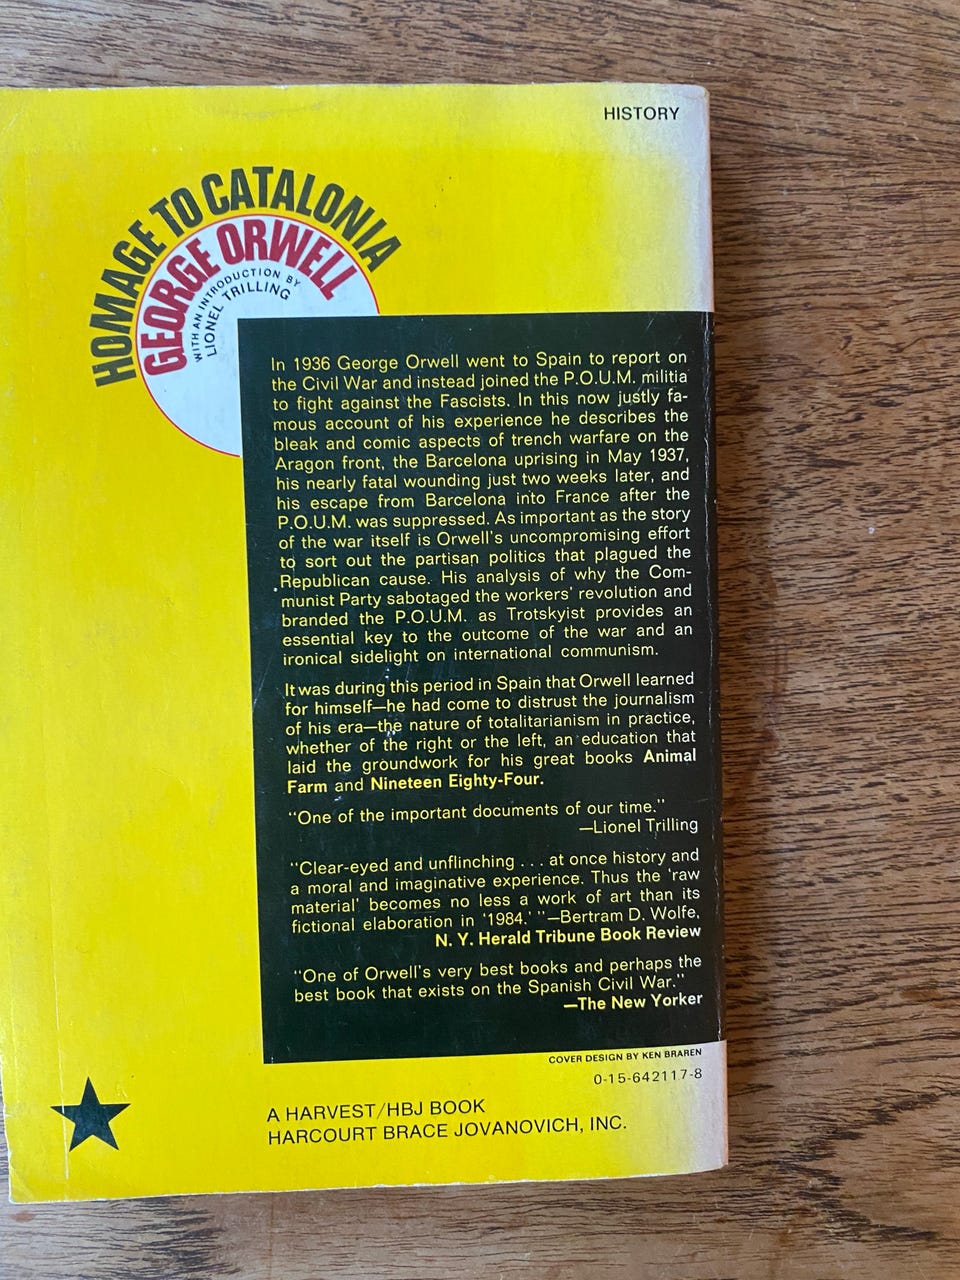 HISTORY
HOMAGE TO CATALONIA
GEORGE ORWELL
WITH AN INTRODUCTION BY
LIONEL TRILLING
In 1936 George Orwell went to Spain to report on
the Civil War and instead joined the P.O.U.M. militia
to fight against the Fascists. In this now justly fa-
mous account of his experience he describes the
bleak and comic aspects of trench warfare on the
Aragon front, the Barcelona uprising in May 1937,
his nearly fatal wounding just two weeks later, and
his escape from Barcelona into France after the
P.O.U.M. was suppressed. As important as the story
of the war itself is Orwell's uncompromising effort
to sort out the partisan politics that plagued the
Republican cause. His analysis of why the Com-
munist Party sabotaged the workers' revolution and
branded the P.O.U.M. as Trotskyist provides an
essential key to the outcome of the war and an
ironical sidelight on international communism.
It was during this period in Spain that Orwell learned
for himself—he had come to distrust the journalism
of his era—the nature of totalitarianism in practice,
whether of the right or the left, an education that
laid the groundwork for his great books Animal
Farm and Nineteen Eighty-Four.
"One of the important documents of our time."
—Lionel Trilling
"Clear-eyed and unflinching . . . at once history and
a moral and imaginative experience. Thus the 'raw
material' becomes no less a work of art than its
fictional elaboration in '1984.' "—Bertram D. Wolfe,
N. Y. Herald Tribune Book Review
"One of Orwell's very best books and perhaps the
best book that exists on the Spanish Civil War."
—The New Yorker
COVER DESIGN BY KEN BRAREN
0-15-642117-8
A HARVEST/HBJ BOOK
HARCOURT BRACE JOVANOVICH, INC.